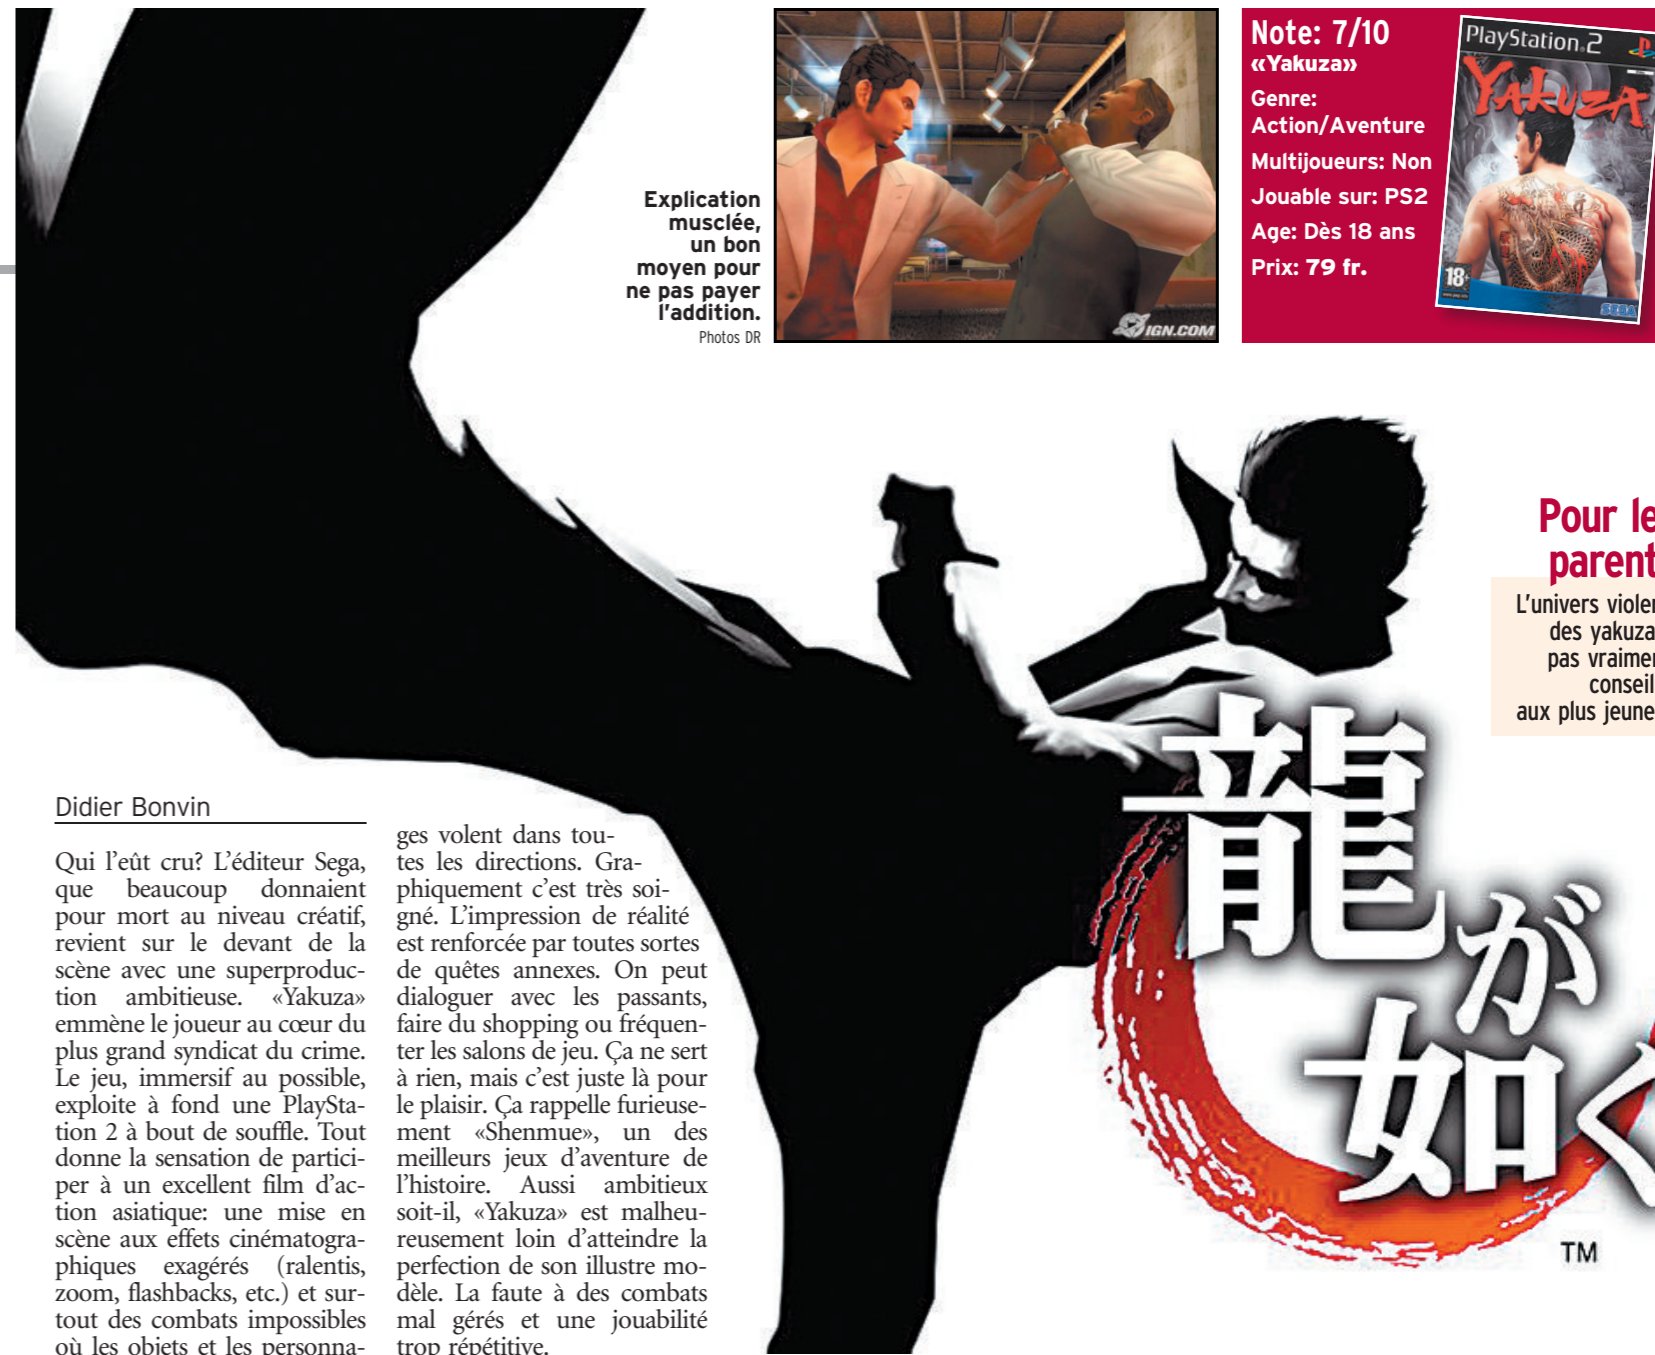 Explication
musclée,
un bon
moyen pour
ne pas payer
l'addition.
Photos DR
IGN.COM
Note: 7/10
«Yakuza»
Genre:
Action/Aventure
Multijoueurs: Non
Jouable sur: PS2
Age: Dès 18 ans
Prix: 79 fr.
PlayStation 2
YAKUZA
18+
SEGA
Pour le
parent
L'univers violen
des yakuza
pas vraimen
conseil
aux plus jeune
龍
が
如
く
TM
Didier Bonvin
Qui l'eût cru? L'éditeur Sega,
que beaucoup donnaient
pour mort au niveau créatif,
revient sur le devant de la
scène avec une superproduc-
tion ambitieuse. «Yakuza»
emmène le joueur au cœur du
plus grand syndicat du crime.
Le jeu, immersif au possible,
exploite à fond une PlaySta-
tion 2 à bout de souffle. Tout
donne la sensation de partici-
per à un excellent film d'ac-
tion asiatique: une mise en
scène aux effets cinématogra-
phiques exagérés (ralentis,
zoom, flashbacks, etc.) et sur-
tout des combats impossibles
où les objets et les personna-
ges volent dans tou-
tes les directions. Gra-
phiquement c'est très soi-
gné. L'impression de réalité
est renforcée par toutes sortes
de quêtes annexes. On peut
dialoguer avec les passants,
faire du shopping ou fréquen-
ter les salons de jeu. Ça ne sert
à rien, mais c'est juste là pour
le plaisir. Ça rappelle furieuse-
ment «Shenmue», un des
meilleurs jeux d'aventure de
l'histoire. Aussi ambitieux
soit-il, «Yakuza» est malheu-
reusement loin d'atteindre la
perfection de son illustre mo-
dèle. La faute à des combats
mal gérés et une jouabilité
trop répétitive.